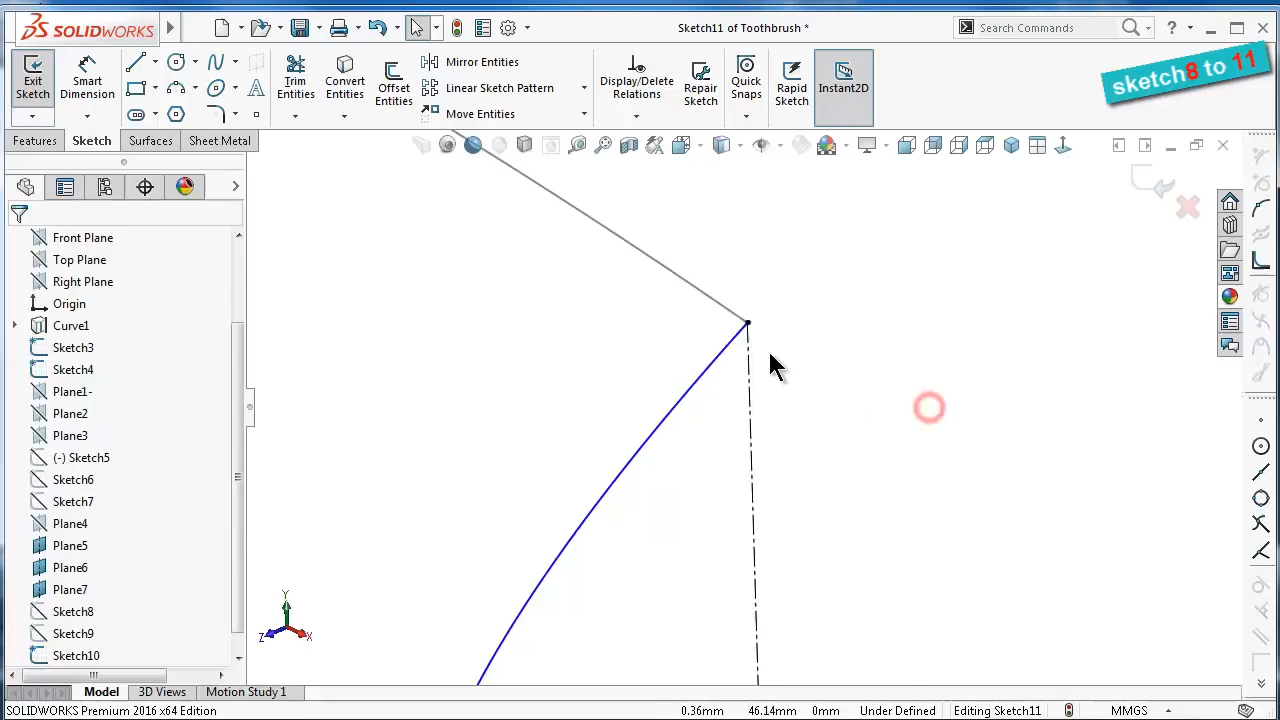 SOLIDWORKS
Sketch11 of Toothbrush *
Search Commands
?
sketch8 to 11
Exit Sketch
Smart Dimension
Trim Entities
Convert Entities
Offset Entities
Mirror Entities
Linear Sketch Pattern
Move Entities
Display/Delete Relations
Repair Sketch
Quick Snaps
Rapid Sketch
Instant2D
Features
Sketch
Surfaces
Sheet Metal
Front Plane
Top Plane
Right Plane
Origin
Curve1
Sketch3
Sketch4
Plane1-
Plane2
Plane3
(-) Sketch5
Sketch6
Sketch7
Plane4
Plane5
Plane6
Plane7
Sketch8
Sketch9
Sketch10
Y
Z
X
Model
3D Views
Motion Study 1
SOLIDWORKS Premium 2016 x64 Edition
0.36mm
46.14mm
0mm
Under Defined
Editing Sketch11
MMGS